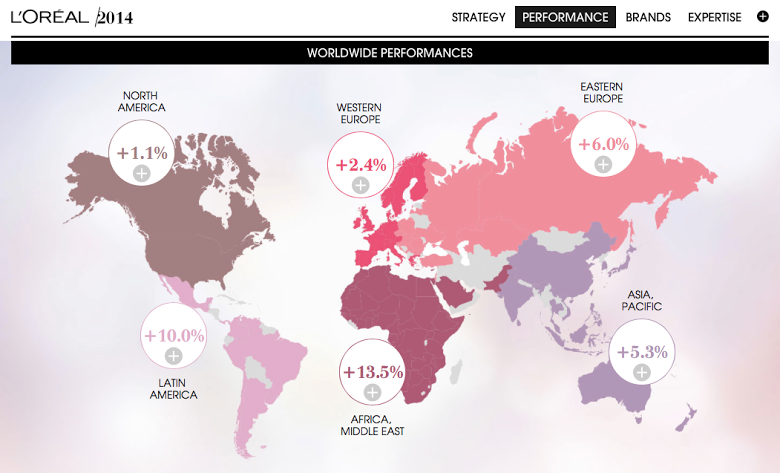 L'ORÉAL /2014
STRATEGY PERFORMANCE BRANDS EXPERTISE
WORLDWIDE PERFORMANCES
NORTH
AMERICA
+1.1%
WESTERN
EUROPE
+2.4%
EASTERN
EUROPE
+6.0%
+10.0%
LATIN
AMERICA
+13.5%
AFRICA,
MIDDLE EAST
ASIA,
PACIFIC
+5.3%